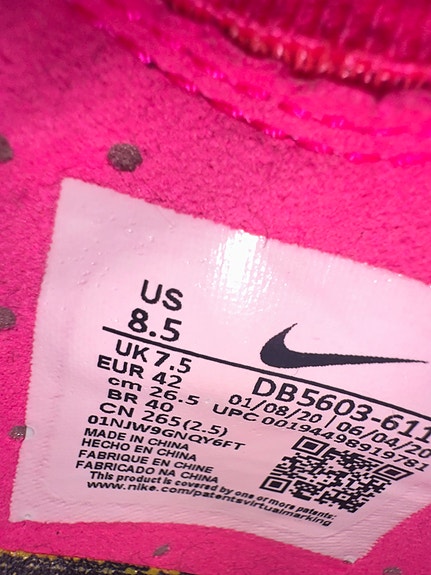 US
8.5
UK 7.5
EUR 42
cm 26.5
BR 40
CN 265(2.5)
01NJW9GNQY6FT
DB5603-611
01/08/20 | 06/04/20
UPC 00194498919781
MADE IN CHINA
HECHO EN CHINA
FABRIQUE EN CHINE
FABRICADO NA CHINA
This product is covered by one or more patents:
www.nike.com/patentsvirtualmarking